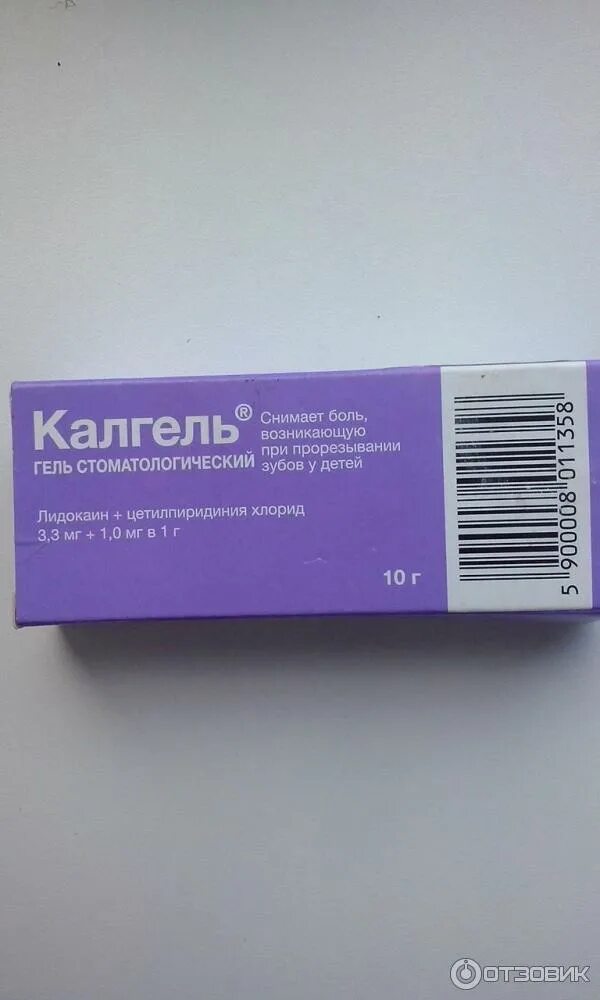 Калгель®
ГЕЛЬ СТОМАТОЛОГИЧЕСКИЙ
Снимает боль,
возникающую
при прорезывании
зубов у детей
Лидокаин + цетилпиридиния хлорид
3,3 мг + 1,0 мг в 1 г
10 г
5 900008 011358
ОТЗОВИК